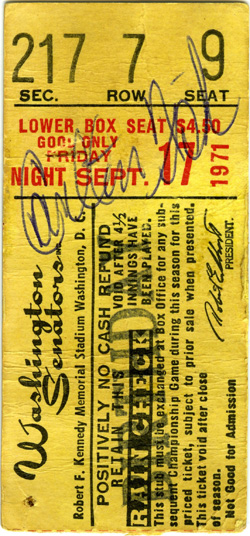 217 7 9
SEC. ROW SEAT
LOWER BOX SEAT $4.50
GOOD ONLY
FRIDAY
NIGHT SEPT. 17 1971
Washington
Senators
Robert F. Kennedy Memorial Stadium Washington, D.
POSITIVELY NO CASH REFUND
RETAIN THIS
RAIN CHECK
VOID AFTER 4½
INNINGS HAVE
BEEN PLAYED.
This stub must be exchanged at Box Office for any sub-
sequent Championship Game during this season for this
priced ticket, subject to prior sale when presented.
This ticket void after close
of season.
Not Good for Admission
Robert E. Short